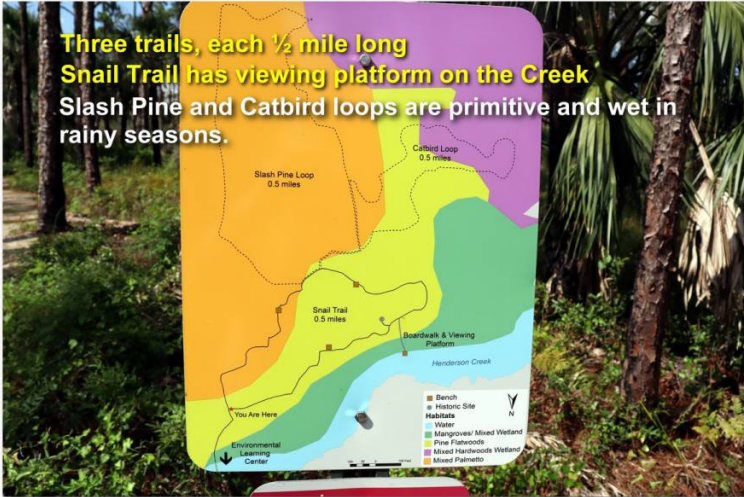 Three trails, each ½ mile long
Snail Trail has viewing platform on the Creek
Slash Pine and Catbird loops are primitive and wet in
rainy seasons.
Catbird Loop
0.5 miles
Slash Pine Loop
0.5 miles
Snail Trail
0.5 miles
Boardwalk & Viewing
Platform
Henderson Creek
You Are Here
Environmental
Learning
Center
Bench
Historic Site
Habitats
Water
Mangroves/ Mixed Wetland
Pine Flatwoods
Mixed Hardwoods Wetland
Mixed Palmetto
N